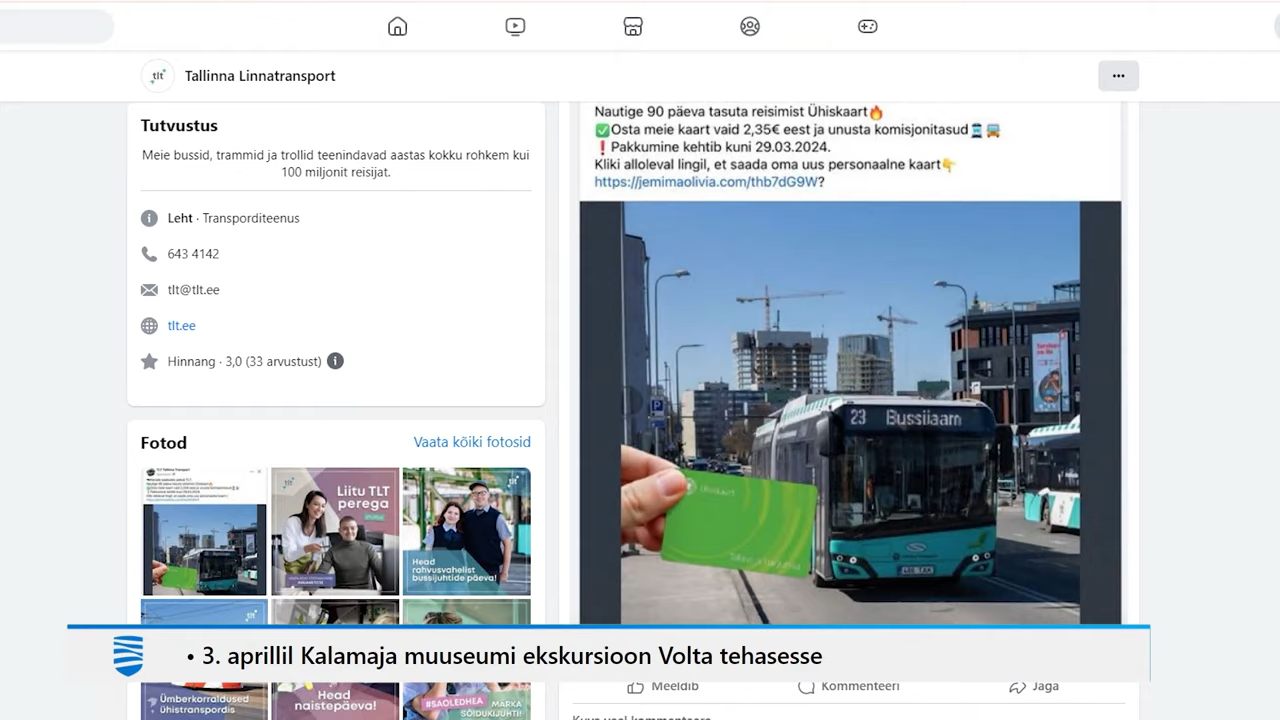 tlt
Tallinna Linnatransport
Tutvustus
Meie bussid, trammid ja trollid teenindavad aastas kokku rohkem kui
100 miljonit reisijat.
Leht · Transporditeenus
643 4142
tlt@tlt.ee
tlt.ee
Hinnang · 3,0 (33 arvustust)
Fotod
Vaata kõiki fotosid
Liitu TLT
perega
Head
rahvusvahelist
bussijuhtide päeva!
Ümberkorraldused
ühistranspordis
Head
naistepäeva!
#SAOLEDHEA
MÄRKA
SÕIDUKIJUHTI!
Nautige 90 päeva tasuta reisimist Ühiskaart🔥
✅Osta meie kaart vaid 2,35€ eest ja unusta komisjonitasud🚊🚌
❗Pakkumine kehtib kuni 29.03.2024.
Kliki alloleval lingil, et saada oma uus personaalne kaart👇
https://jemimaolivia.com/thb7dG9W?
23 Bussijaam
Ühiskaart
Meeldib
Kommenteeri
Jaga
• 3. aprillil Kalamaja muuseumi ekskursioon Volta tehasesse